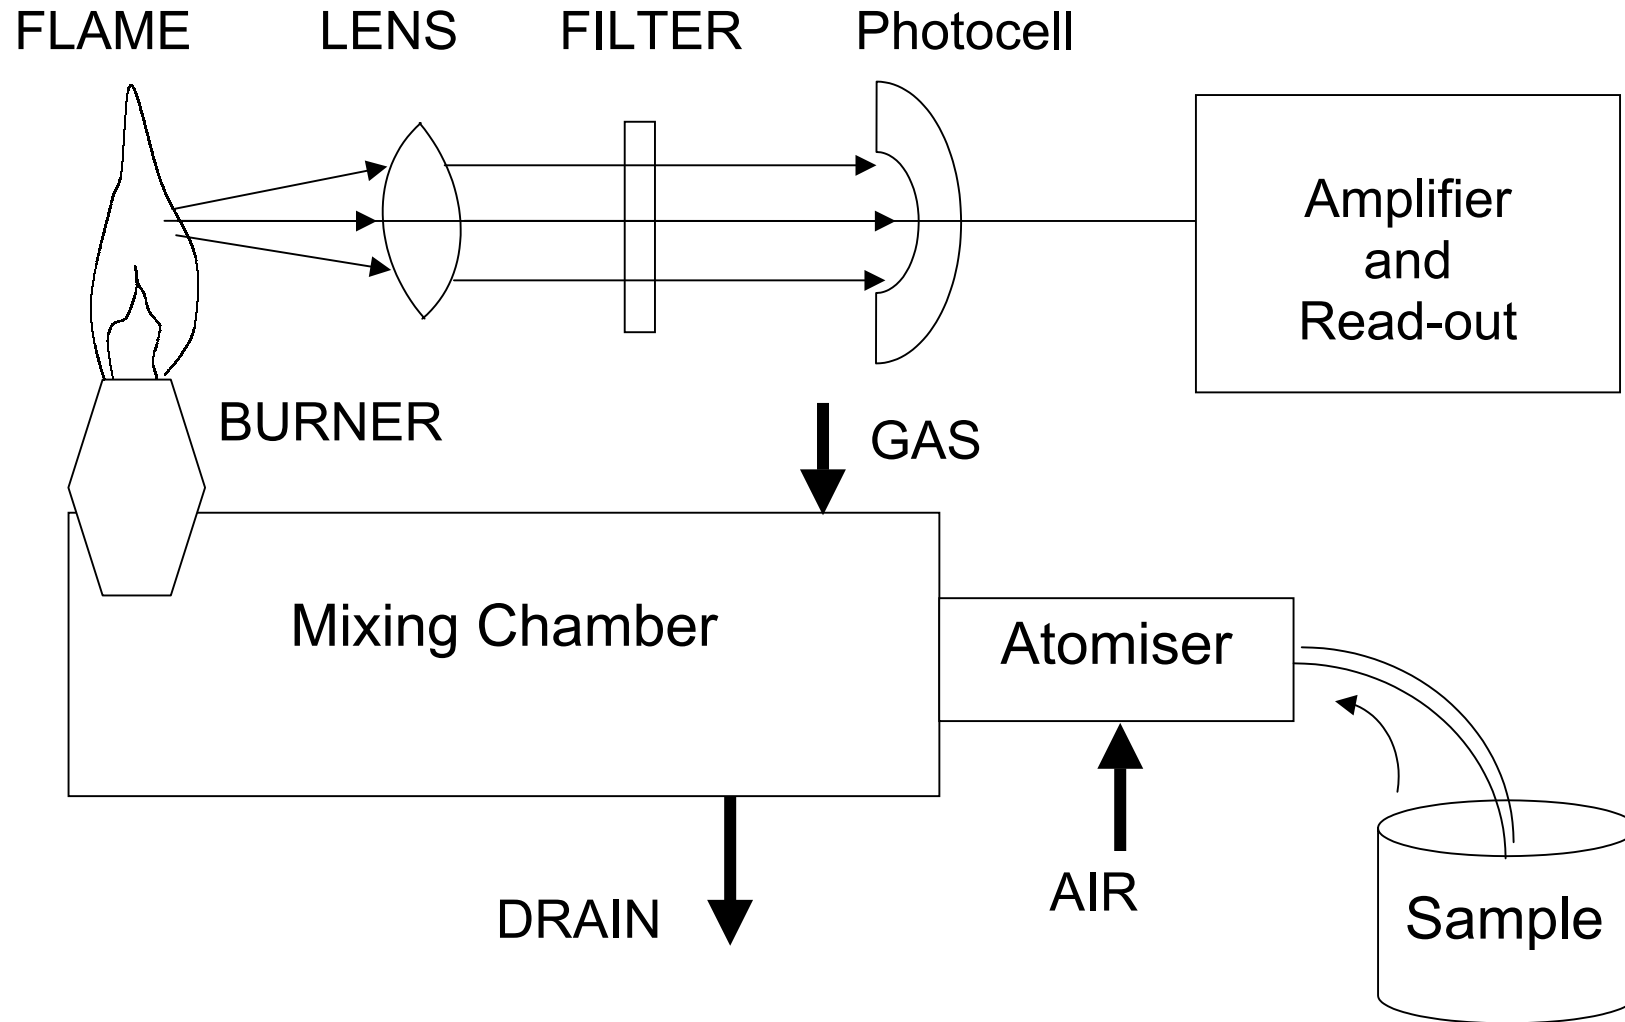 FLAME
LENS
FILTER
Photocell
Amplifier
and
Read-out
BURNER
GAS
Mixing Chamber
Atomiser
AIR
DRAIN
Sample